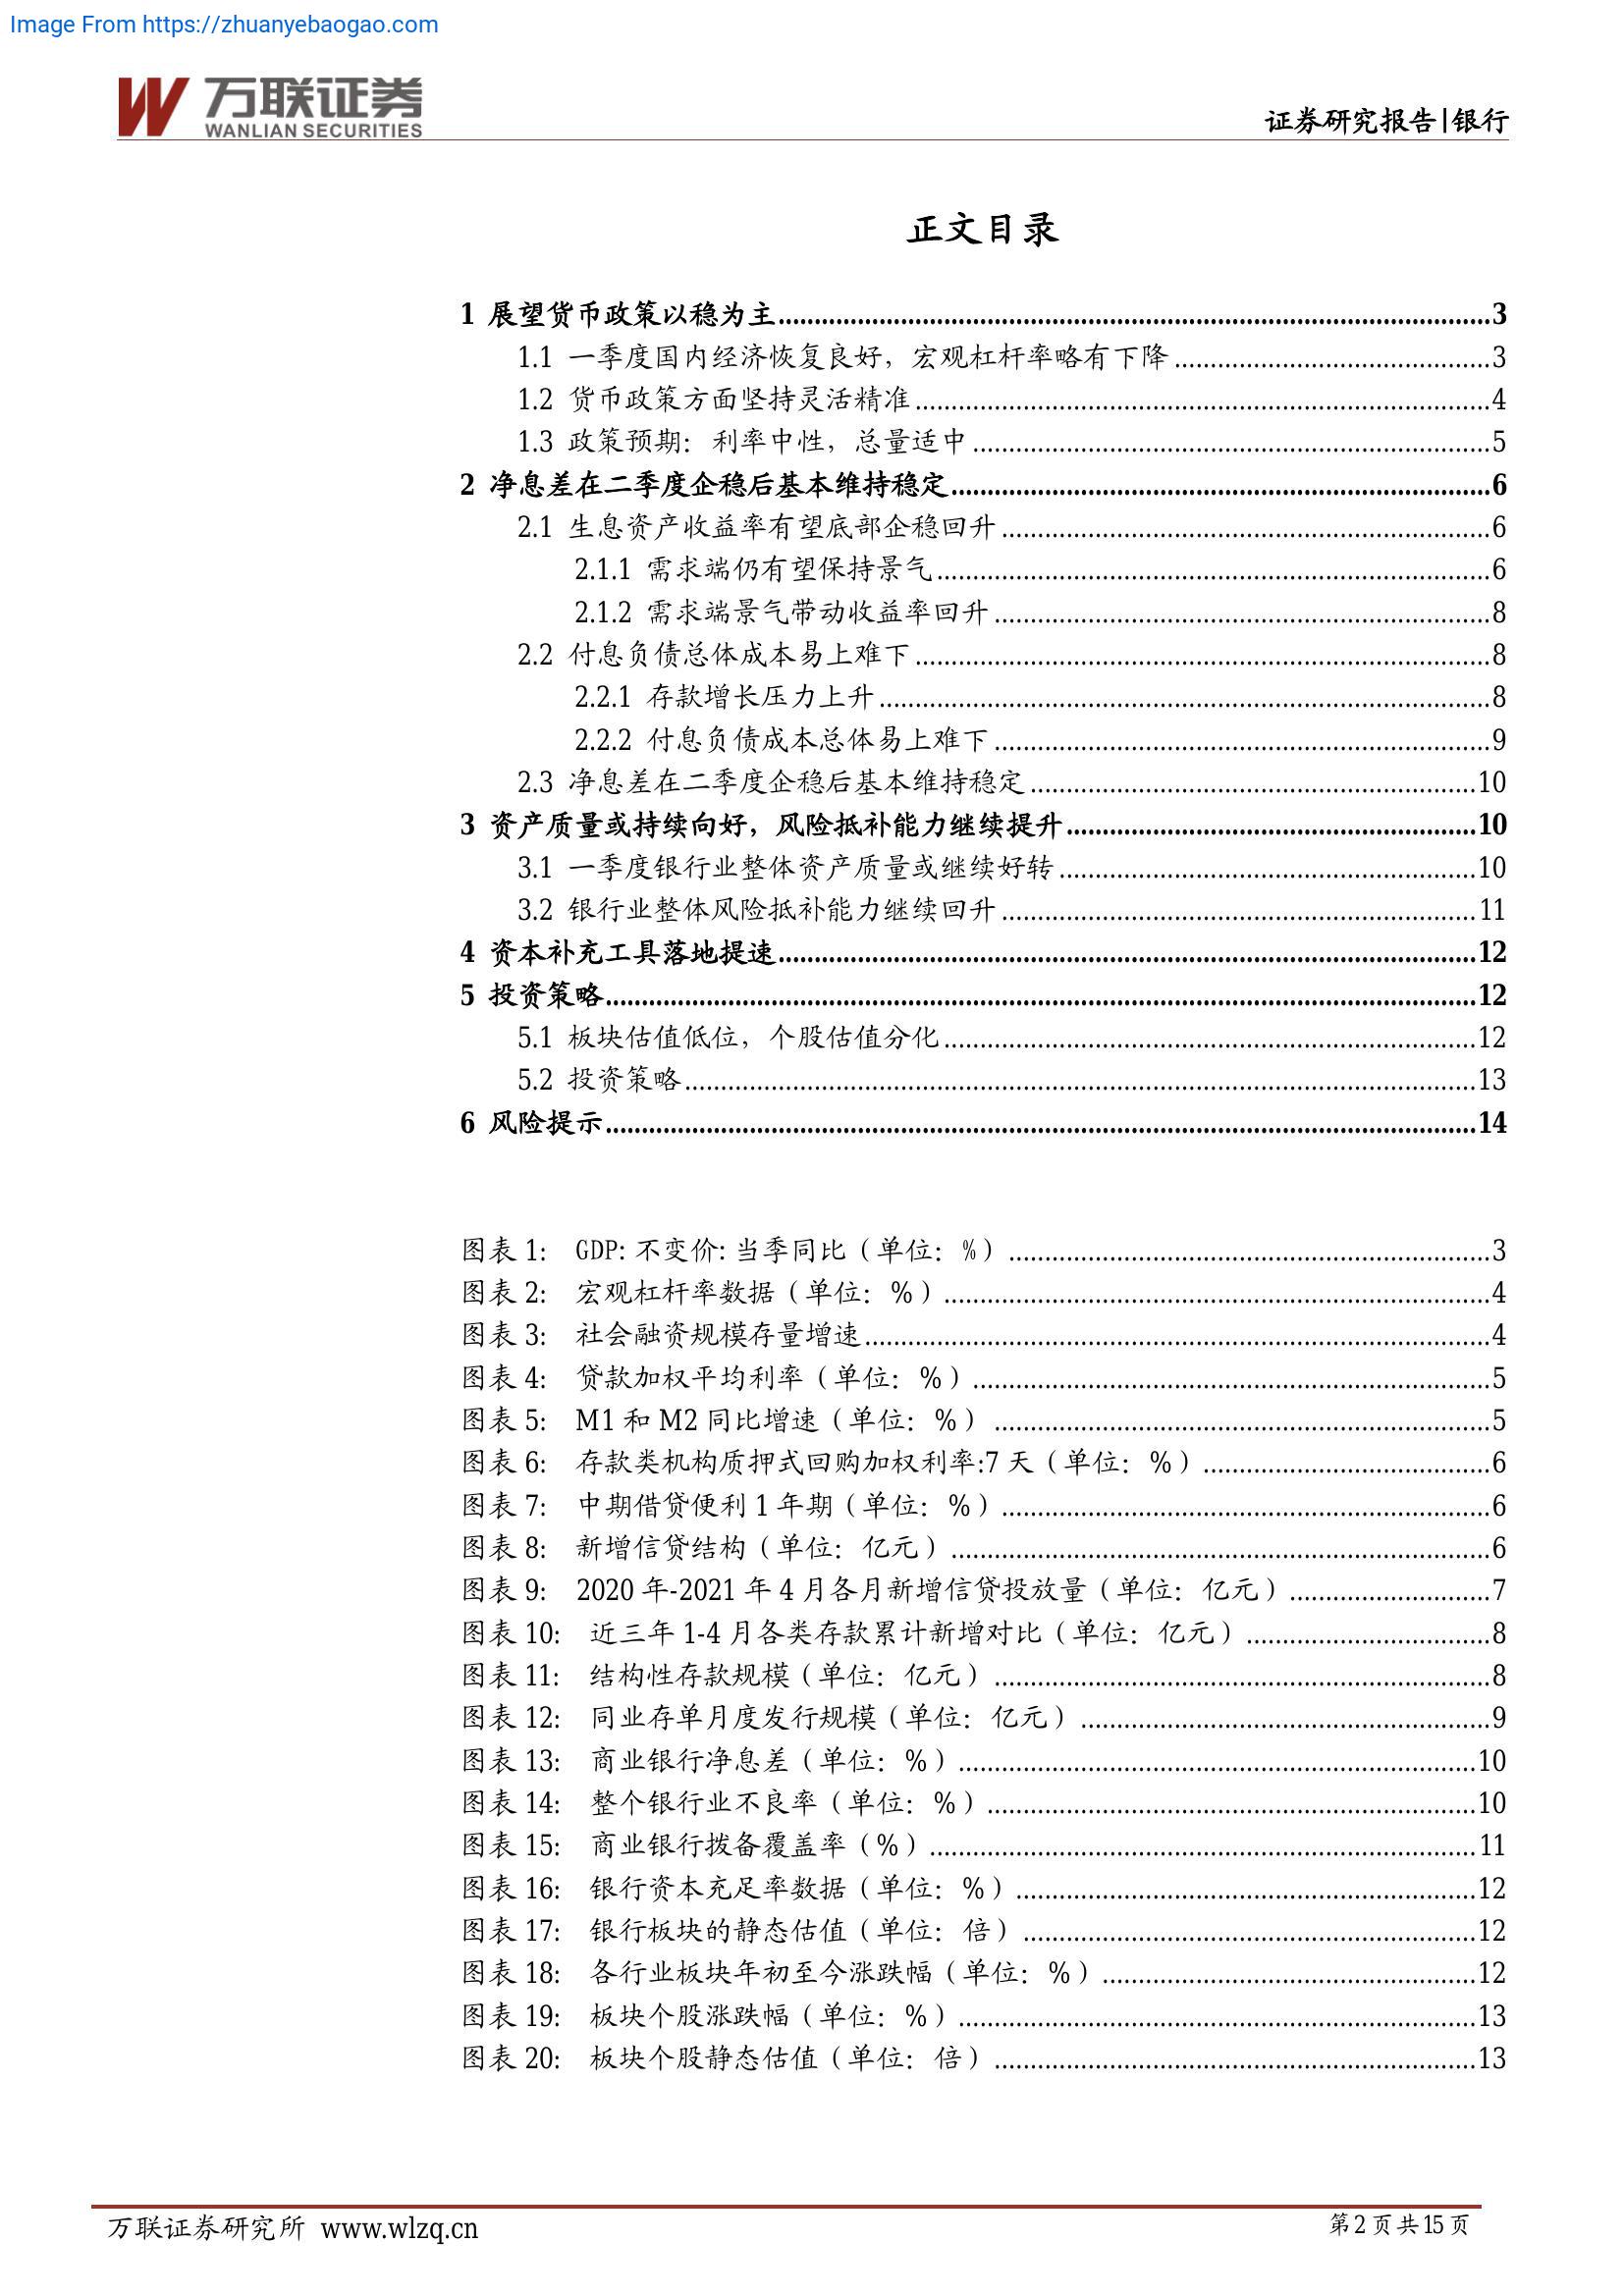 Image From https://zhuanyebaogao.com
万联证券
WANLIAN SECURITIES
证券研究报告|银行
正文目录
1 展望货币政策以稳为主...3
1.1 一季度国内经济恢复良好，宏观杠杆率略有下降...3
1.2 货币政策方面坚持灵活精准...4
1.3 政策预期：利率中性，总量适中...5
2 净息差在二季度企稳后基本维持稳定...6
2.1 生息资产收益率有望底部企稳回升...6
2.1.1 需求端仍有望保持景气...6
2.1.2 需求端景气带动收益率回升...8
2.2 付息负债总体成本易上难下...8
2.2.1 存款增长压力上升...8
2.2.2 付息负债成本总体易上难下...9
2.3 净息差在二季度企稳后基本维持稳定...10
3 资产质量或持续向好，风险抵补能力继续提升...10
3.1 一季度银行业整体资产质量或继续好转...10
3.2 银行业整体风险抵补能力继续回升...11
4 资本补充工具落地提速...12
5 投资策略...12
5.1 板块估值低位，个股估值分化...12
5.2 投资策略...13
6 风险提示...14
图表 1: GDP:不变价:当季同比（单位：%）...3
图表 2: 宏观杠杆率数据（单位：%）...4
图表 3: 社会融资规模存量增速...4
图表 4: 贷款加权平均利率（单位：%）...5
图表 5: M1 和 M2 同比增速（单位：%）...5
图表 6: 存款类机构质押式回购加权利率:7 天（单位：%）...6
图表 7: 中期借贷便利 1 年期（单位：%）...6
图表 8: 新增信贷结构（单位：亿元）...6
图表 9: 2020 年-2021 年 4 月各月新增信贷投放量（单位：亿元）...7
图表 10: 近三年 1-4 月各类存款累计新增对比（单位：亿元）...8
图表 11: 结构性存款规模（单位：亿元）...8
图表 12: 同业存单月度发行规模（单位：亿元）...9
图表 13: 商业银行净息差（单位：%）...10
图表 14: 整个银行业不良率（单位：%）...10
图表 15: 商业银行拨备覆盖率（%）...11
图表 16: 银行资本充足率数据（单位：%）...12
图表 17: 银行板块的静态估值（单位：倍）...12
图表 18: 各行业板块年初至今涨跌幅（单位：%）...12
图表 19: 板块个股涨跌幅（单位：%）...13
图表 20: 板块个股静态估值（单位：倍）...13
万联证券研究所 www.wlzq.cn
第 2 页 共 15 页